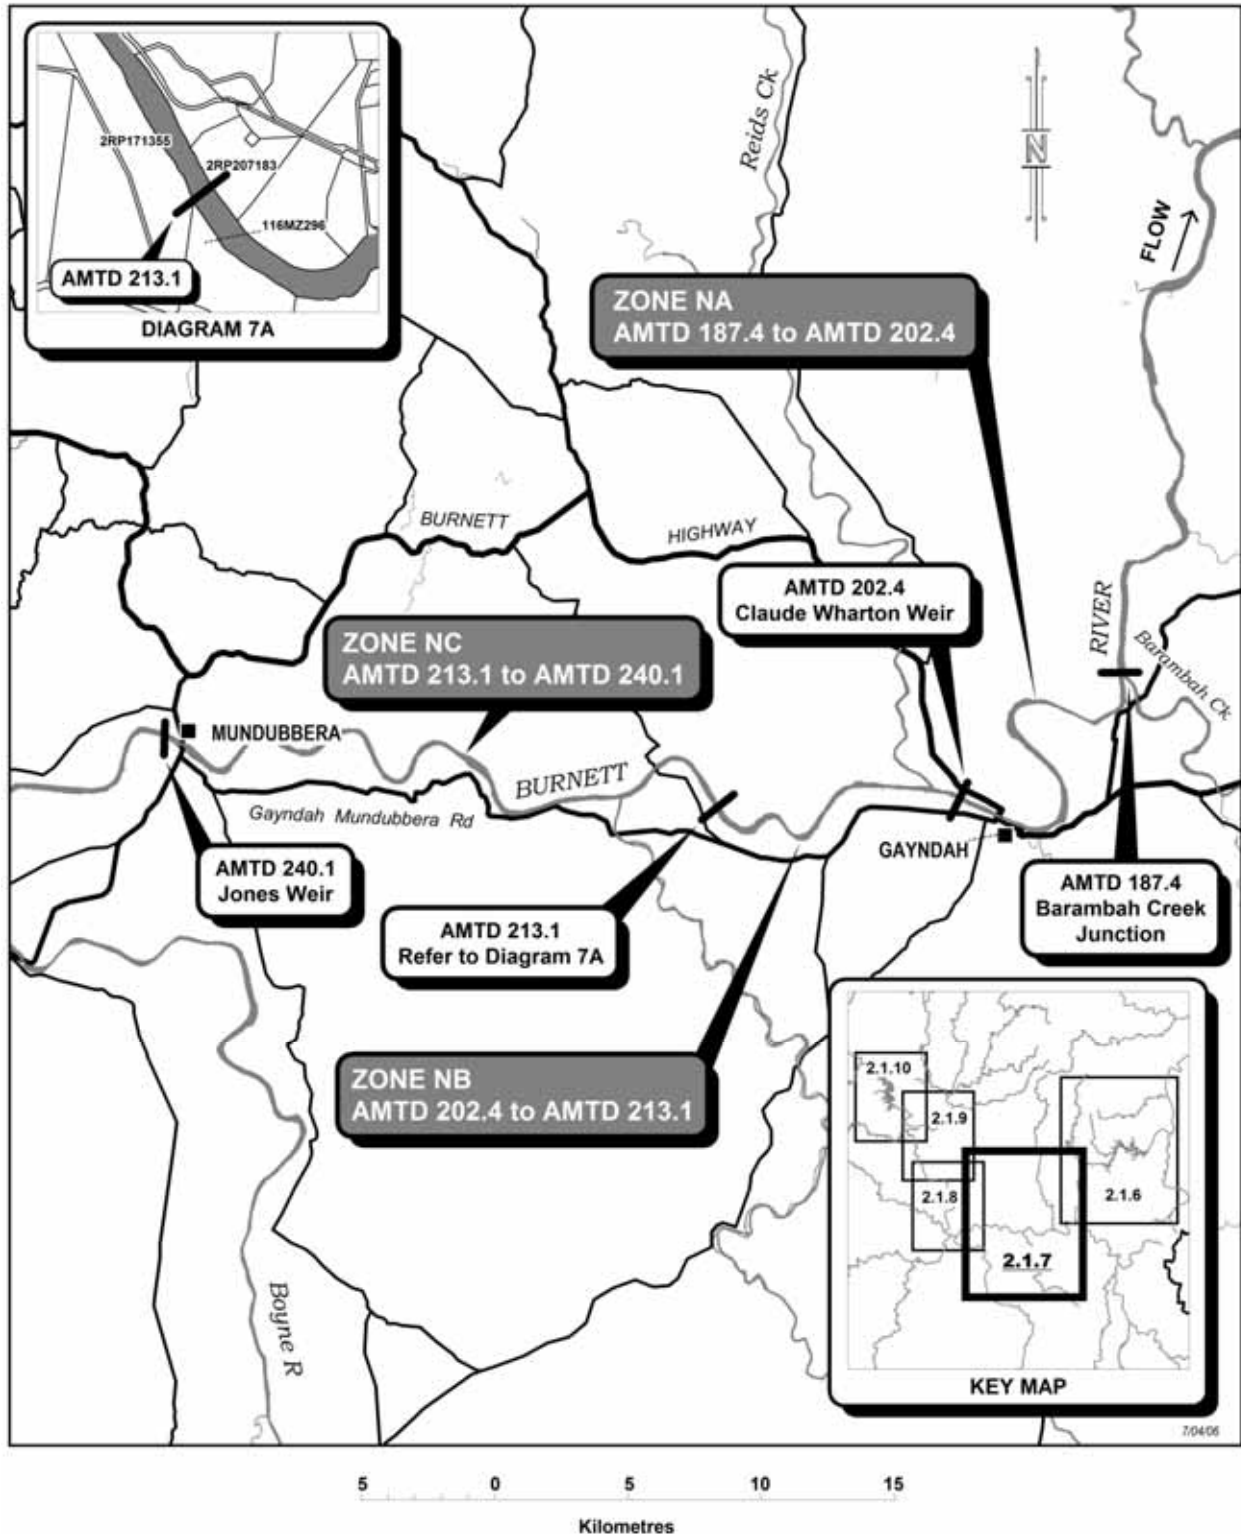 2RP171355
2RP207183
116MZ296
AMTD 213.1
DIAGRAM 7A
Reids Ck
N
FLOW
ZONE NA
AMTD 187.4 to AMTD 202.4
BURNETT
HIGHWAY
AMTD 202.4
Claude Wharton Weir
RIVER
Barambah Ck
ZONE NC
AMTD 213.1 to AMTD 240.1
MUNDUBBERA
BURNETT
Gayndah Mundubbera Rd
GAYNDAH
AMTD 240.1
Jones Weir
AMTD 213.1
Refer to Diagram 7A
AMTD 187.4
Barambah Creek
Junction
ZONE NB
AMTD 202.4 to AMTD 213.1
Boyne R
2.1.10
2.1.9
2.1.8
2.1.6
2.1.7
KEY MAP
7/04/06
5 0 5 10 15
Kilometres